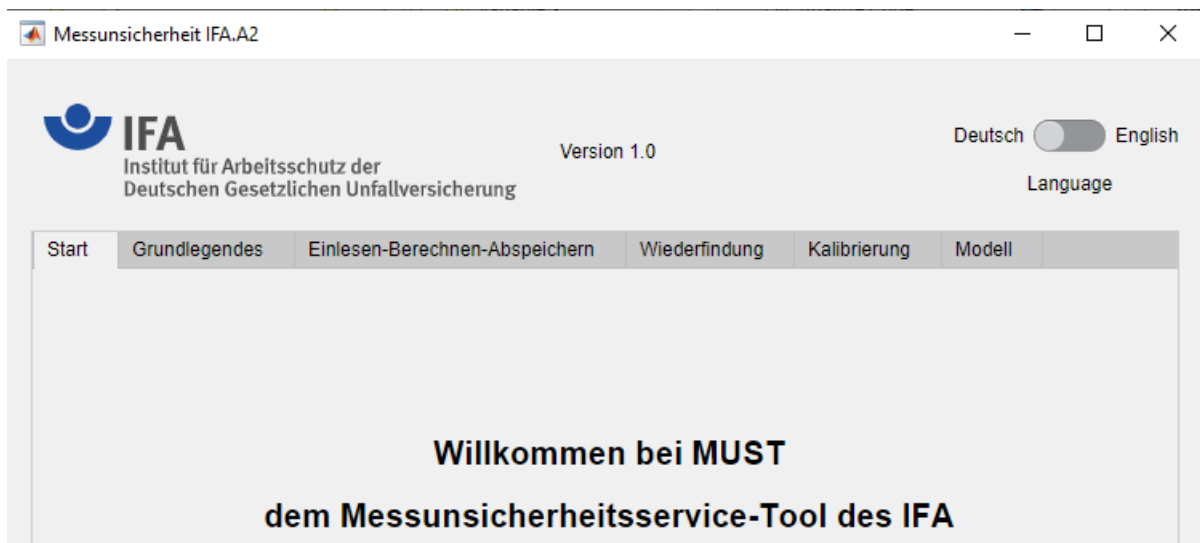 Messunsicherheit IFA.A2
IFA
Institut für Arbeitsschutz der
Deutschen Gesetzlichen Unfallversicherung
Version 1.0
Deutsch English
Language
Start Grundlegendes Einlesen-Berechnen-Abspeichern Wiederfindung Kalibrierung Modell
Willkommen bei MUST
dem Messunsicherheitsservice-Tool des IFA